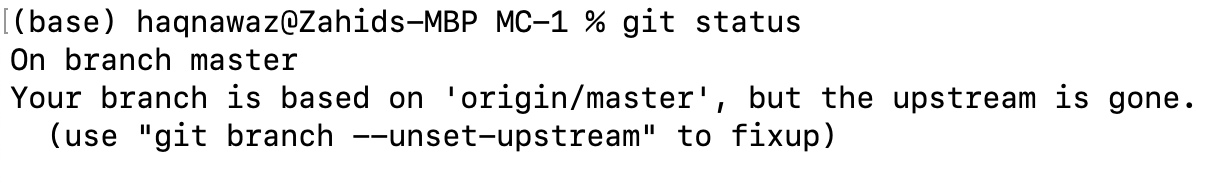 (base) haqnawaz@Zahids-MBP MC-1 % git status
On branch master
Your branch is based on 'origin/master', but the upstream is gone.
  (use "git branch --unset-upstream" to fixup)